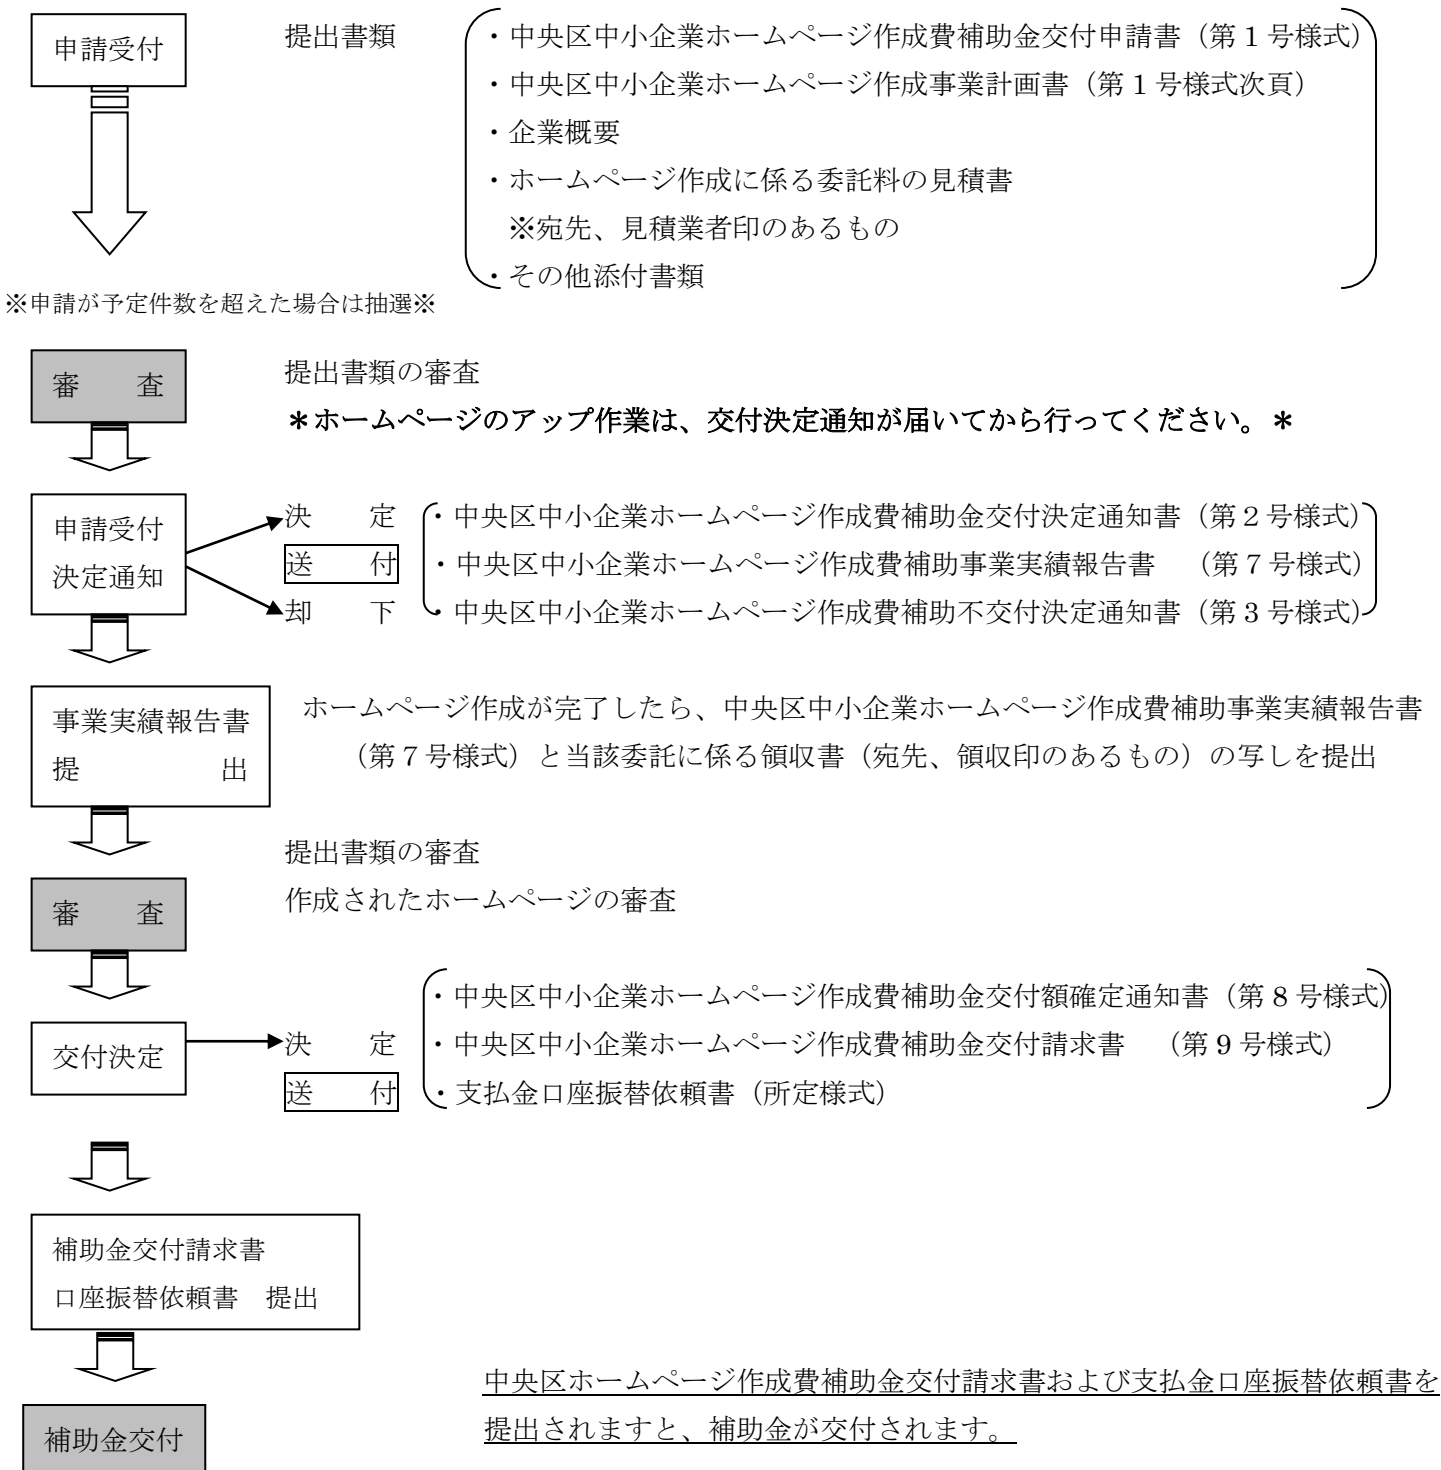 申請受付
提出書類
・中央区中小企業ホームページ作成費補助金交付申請書（第１号様式）
・中央区中小企業ホームページ作成事業計画書（第１号様式次頁）
・企業概要
・ホームページ作成に係る委託料の見積書
※宛先、見積業者印のあるもの
・その他添付書類
※申請が予定件数を超えた場合は抽選※
審　　査
提出書類の審査
＊ホームページのアップ作業は、交付決定通知が届いてから行ってください。＊
申請受付
決定通知
決　　定
・中央区中小企業ホームページ作成費補助金交付決定通知書（第２号様式）
送　　付
・中央区中小企業ホームページ作成費補助事業実績報告書　（第７号様式）
却　　下
・中央区中小企業ホームページ作成費補助不交付決定通知書（第３号様式）
事業実績報告書
提　　　　　出
ホームページ作成が完了したら、中央区中小企業ホームページ作成費補助事業実績報告書
（第７号様式）と当該委託に係る領収書（宛先、領収印のあるもの）の写しを提出
提出書類の審査
作成されたホームページの審査
審　　査
・中央区中小企業ホームページ作成費補助金交付額確定通知書（第８号様式）
交付決定
決　　定
・中央区中小企業ホームページ作成費補助金交付請求書　（第９号様式）
送　　付
・支払金口座振替依頼書（所定様式）
補助金交付請求書
口座振替依頼書　提出
中央区ホームページ作成費補助金交付請求書および支払金口座振替依頼書を
提出されますと、補助金が交付されます。
補助金交付